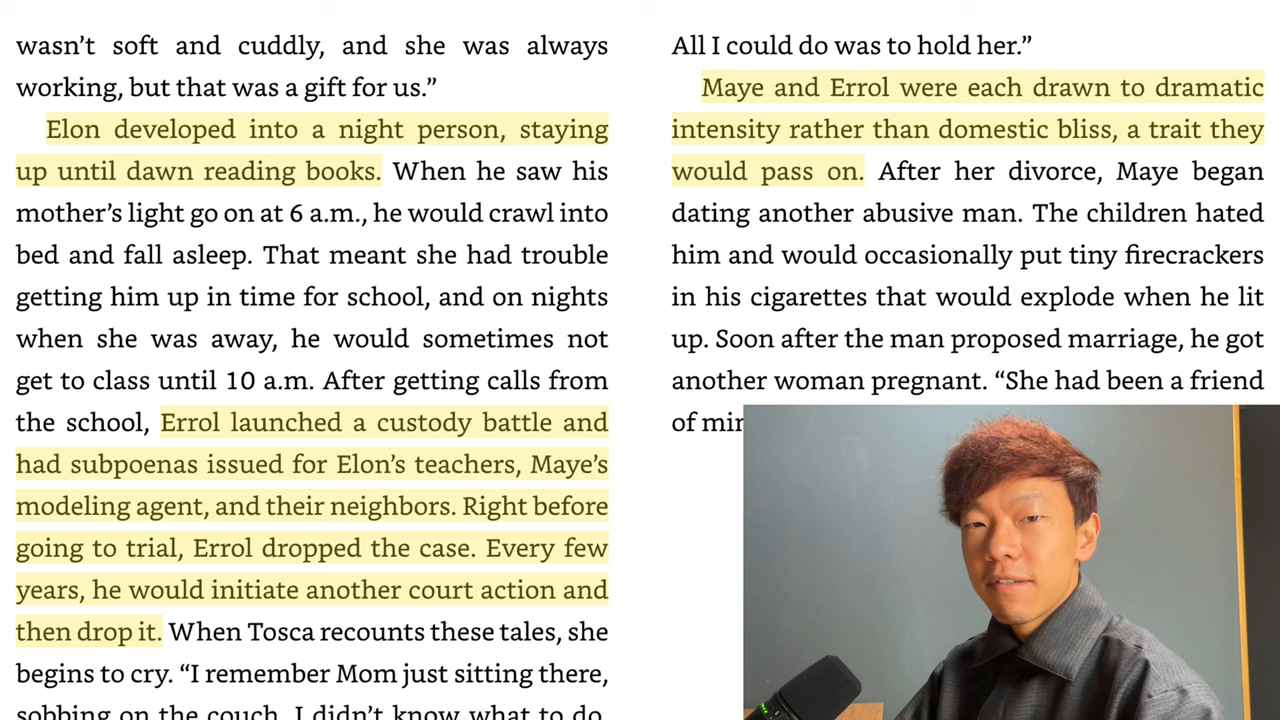 wasn’t soft and cuddly, and she was always
working, but that was a gift for us.”
Elon developed into a night person, staying
up until dawn reading books. When he saw his
mother’s light go on at 6 a.m., he would crawl into
bed and fall asleep. That meant she had trouble
getting him up in time for school, and on nights
when she was away, he would sometimes not
get to class until 10 a.m. After getting calls from
the school, Errol launched a custody battle and
had subpoenas issued for Elon’s teachers, Maye’s
modeling agent, and their neighbors. Right before
going to trial, Errol dropped the case. Every few
years, he would initiate another court action and
then drop it. When Tosca recounts these tales, she
begins to cry. “I remember Mom just sitting there,
sobbing on the couch. I didn’t know what to do.
All I could do was to hold her.”
Maye and Errol were each drawn to dramatic
intensity rather than domestic bliss, a trait they
would pass on. After her divorce, Maye began
dating another abusive man. The children hated
him and would occasionally put tiny firecrackers
in his cigarettes that would explode when he lit
up. Soon after the man proposed marriage, he got
another woman pregnant. “She had been a friend
of